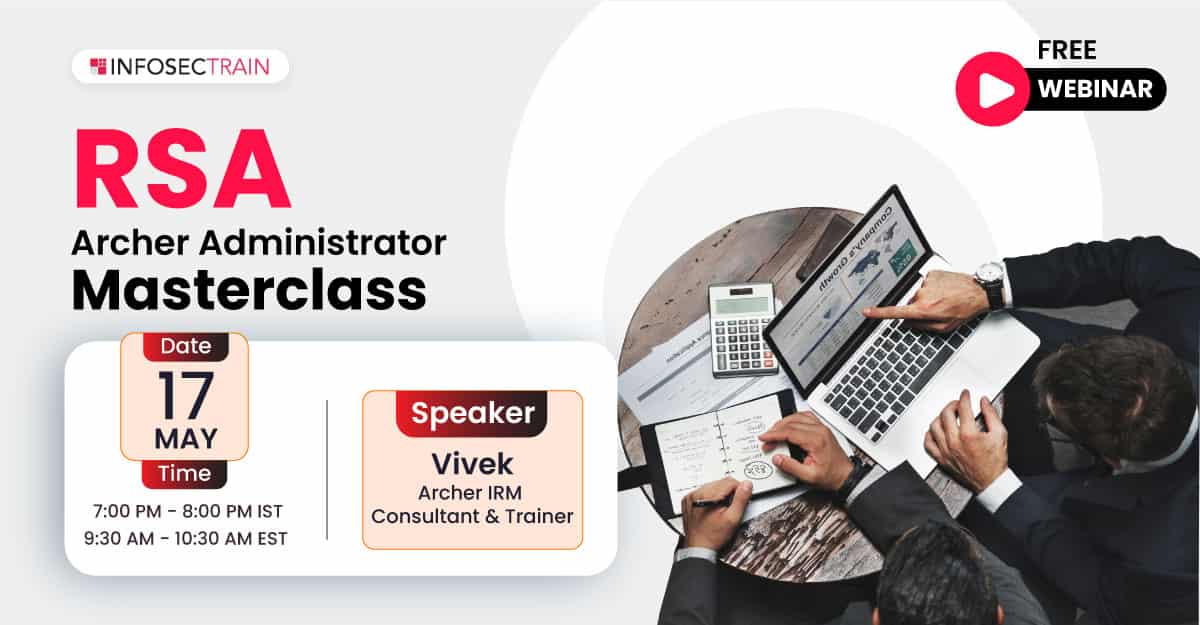 INFOSECTRAIN
FREE
WEBINAR
RSA
Archer Administrator
Masterclass
Date
17
MAY
Time
7:00 PM – 8:00 PM IST
9:30 AM – 10:30 AM EST
Speaker
Vivek
Archer IRM
Consultant & Trainer
Company's Growth